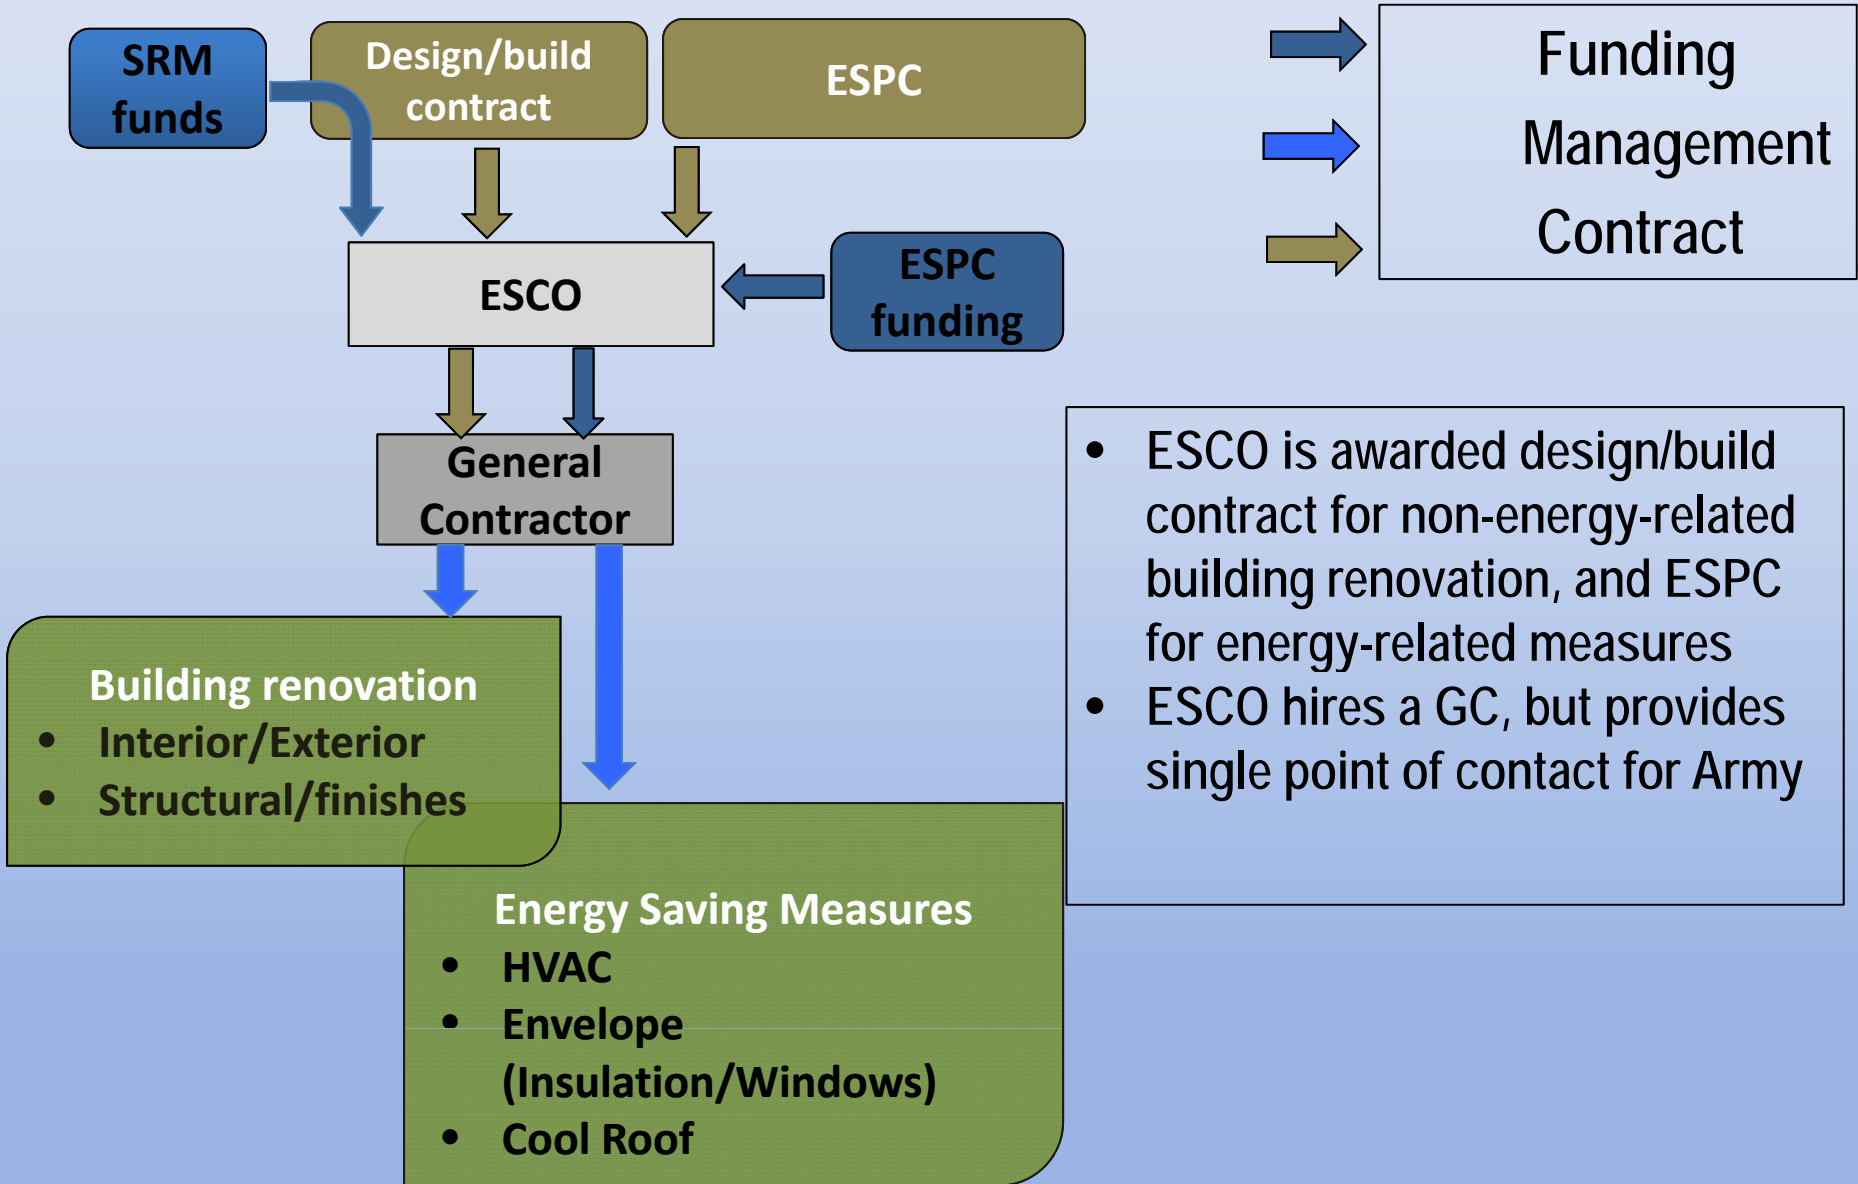 SRM
funds
Design/build
contract
ESPC
Funding
Management
Contract
ESCO
ESPC
funding
General
Contractor
• ESCO is awarded design/build
contract for non-energy-related
building renovation, and ESPC
for energy-related measures
• ESCO hires a GC, but provides
single point of contact for Army
Building renovation
• Interior/Exterior
• Structural/finishes
Energy Saving Measures
• HVAC
• Envelope
(Insulation/Windows)
• Cool Roof